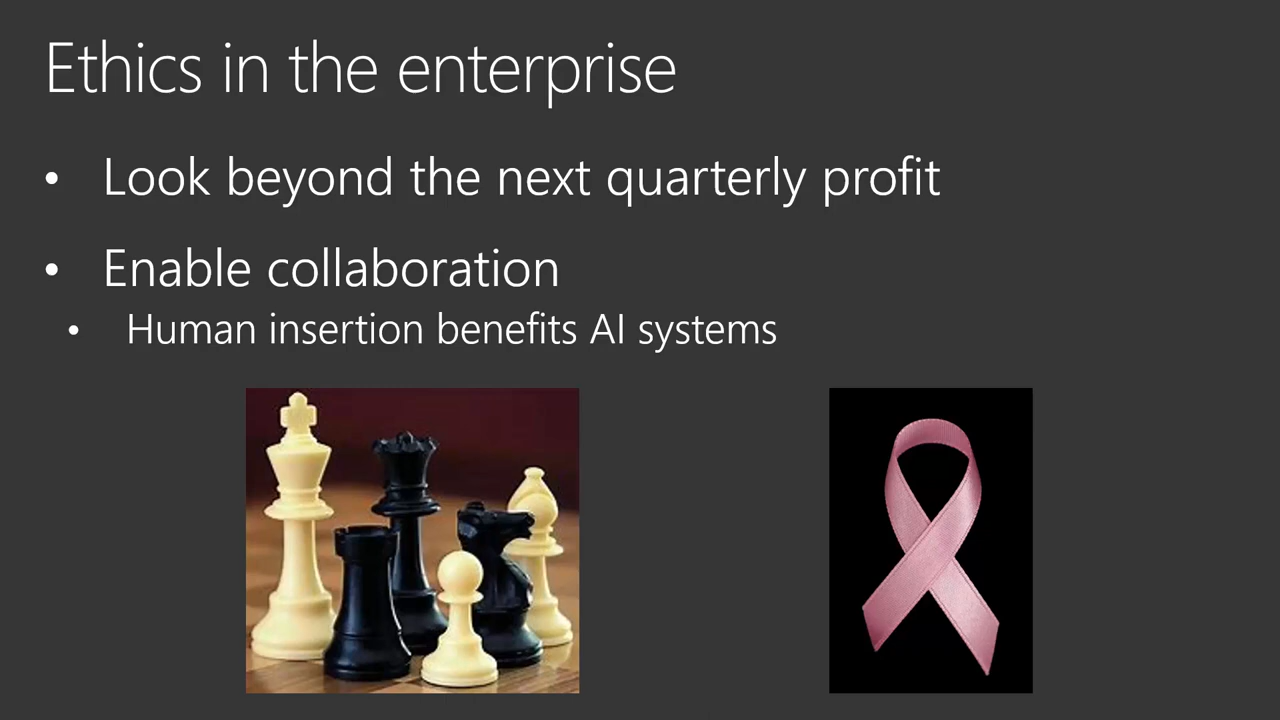 Ethics in the enterprise
• Look beyond the next quarterly profit
• Enable collaboration
• Human insertion benefits AI systems